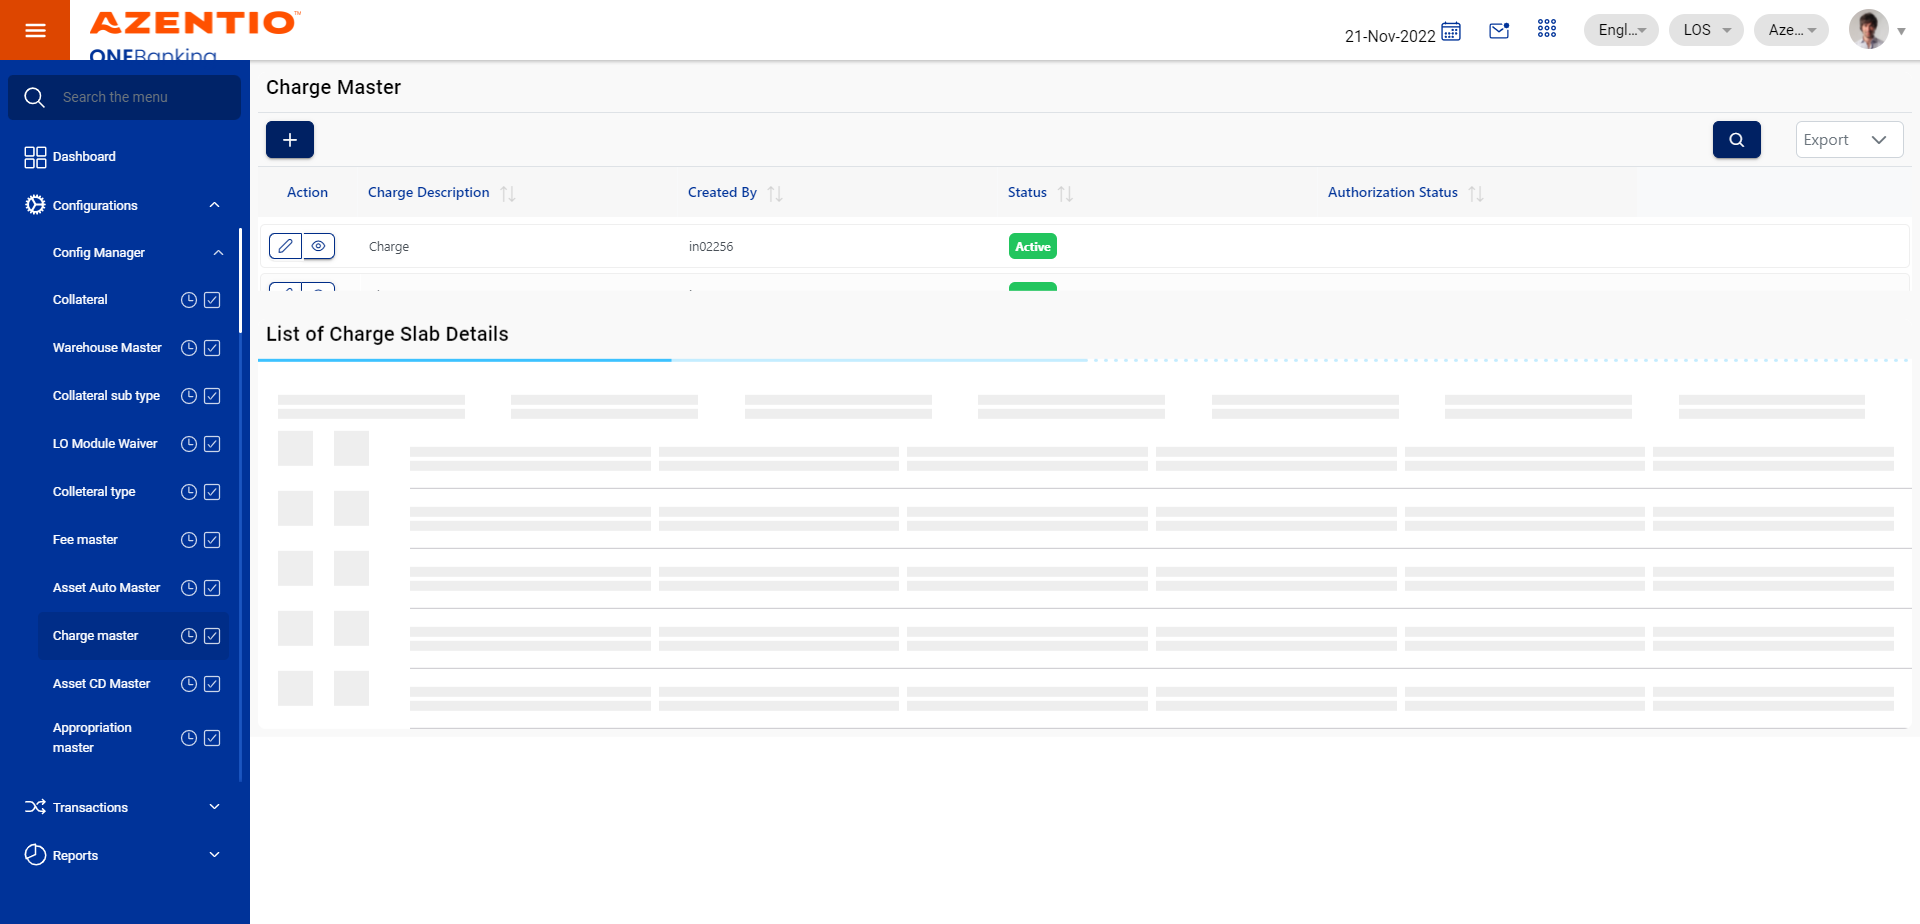 AZENTIO™
ONEBanking
21-Nov-2022
Engl...
LOS
Aze...
Search the menu
Dashboard
Configurations
Config Manager
Collateral
Warehouse Master
Collateral sub type
LO Module Waiver
Colleteral type
Fee master
Asset Auto Master
Charge master
Asset CD Master
Appropriation
master
Transactions
Reports
Charge Master
+
Export
Action Charge Description Created By Status Authorization Status
Charge in02256 Active
List of Charge Slab Details